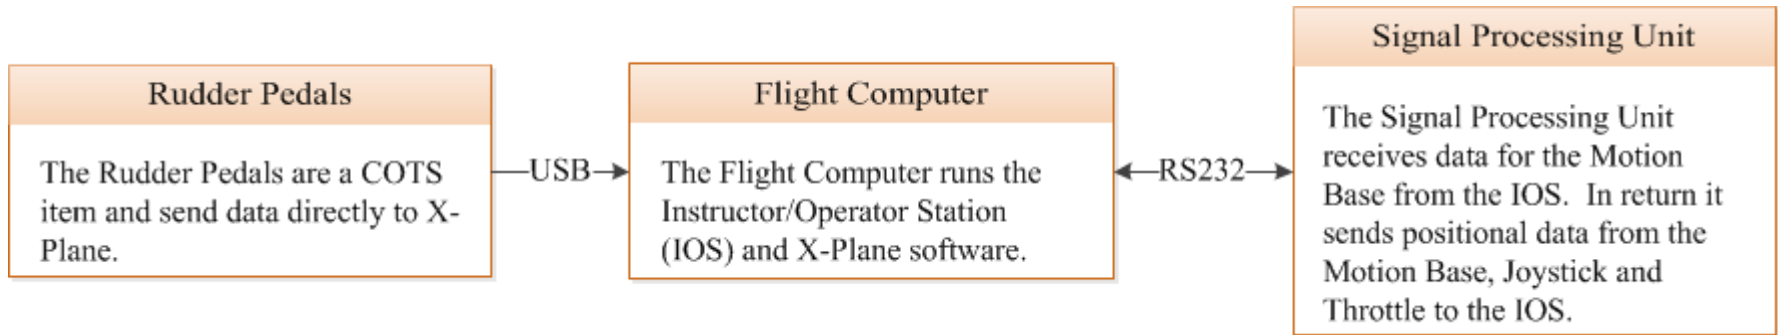 Rudder Pedals
The Rudder Pedals are a COTS
item and send data directly to X-
Plane.
USB
Flight Computer
The Flight Computer runs the
Instructor/Operator Station
(IOS) and X-Plane software.
RS232
Signal Processing Unit
The Signal Processing Unit
receives data for the Motion
Base from the IOS.  In return it
sends positional data from the
Motion Base, Joystick and
Throttle to the IOS.